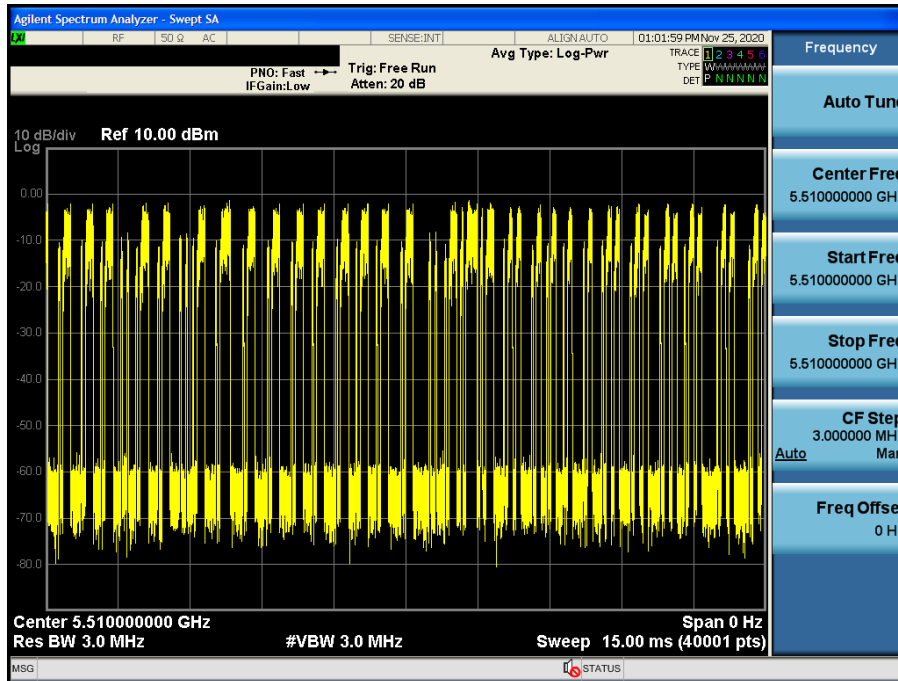 Agilent Spectrum Analyzer - Swept SA
LXI RF 50 Ω AC SENSE:INT ALIGN AUTO 01:01:59 PM Nov 25, 2020
Frequency
Avg Type: Log-Pwr TRACE 1 2 3 4 5 6
PNO: Fast Trig: Free Run TYPE WWWWWWW
IFGain:Low Atten: 20 dB DET P N N N N N
Auto Tun
10 dB/div Ref 10.00 dBm
Log
Center Fre
5.510000000 GH
0.00
-10.0
Start Fre
5.510000000 GH
-20.0
-30.0
Stop Fre
5.510000000 GH
-40.0
-50.0
CF Step
3.000000 MH
Auto Ma
-60.0
-70.0
Freq Offse
0 H
-80.0
Center 5.510000000 GHz Span 0 Hz
Res BW 3.0 MHz #VBW 3.0 MHz Sweep 15.00 ms (40001 pts)
MSG STATUS